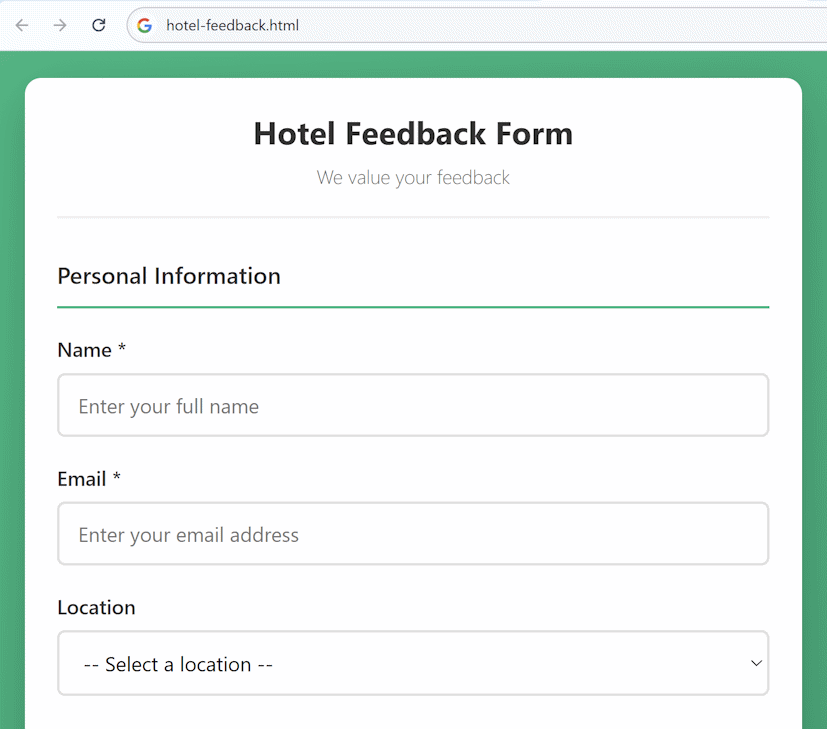 hotel-feedback.html
Hotel Feedback Form
We value your feedback
Personal Information
Name *
Enter your full name
Email *
Enter your email address
Location
-- Select a location --